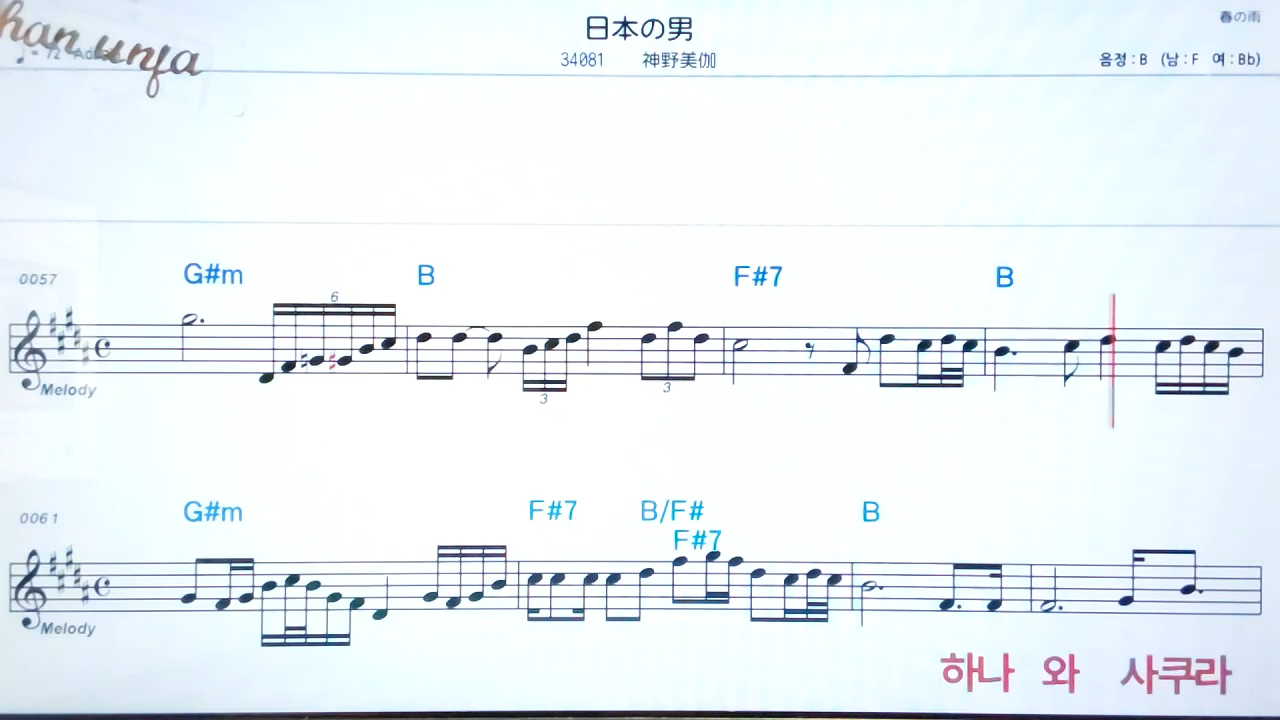 han unja
日本の男
春の雨
34081 神野美伽
음정 : B (남 : F 여 : Bb)
0057 G#m B F#7 B
6
Melody
3 3
0061 G#m F#7 B/F# B
F#7
Melody
하나 와 사쿠라